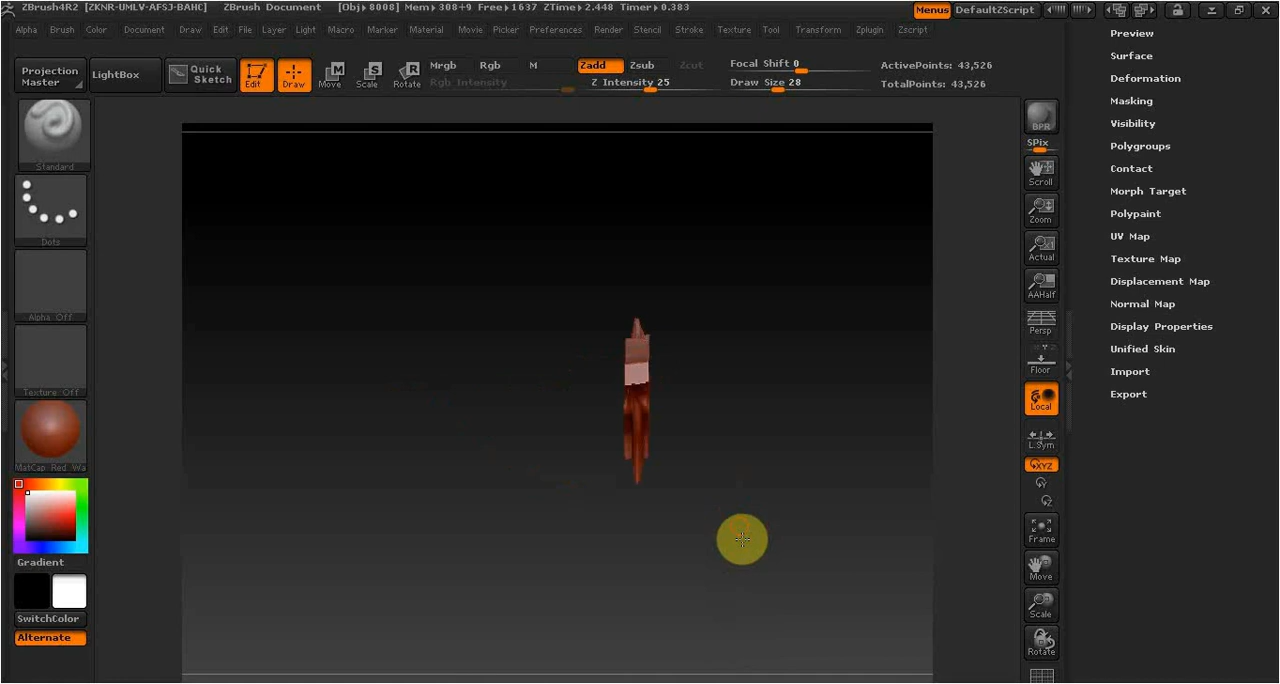 ZBrush4R2 [ZKNR-UMLV-AFSJ-BAHC] ZBrush Document [Obj▸ 8008] Mem▸ 308+9 Free▸ 1637 ZTime▸ 2.448 Timer▸ 0.383 Menus DefaultZScript
Alpha Brush Color Document Draw Edit File Layer Light Macro Marker Material Movie Picker Preferences Render Stencil Stroke Texture Tool Transform Zplugin Zscript
Projection Master
LightBox
Quick Sketch
Edit
Draw
Move
Scale
Rotate
Mrgb Rgb M
Rgb Intensity
Zadd Zsub Zcut
Z Intensity 25
Focal Shift 0
Draw Size 28
ActivePoints: 43,526
TotalPoints: 43,526
Standard
Dots
Alpha Off
Texture Off
MatCap Red Wa
Gradient
SwitchColor
Alternate
BPR
SPix
Scroll
Zoom
Actual
AAHalf
Persp
Y
Floor
Local
L.Sym
XYZ
Y
Z
Frame
Move
Scale
Rotate
Preview
Surface
Deformation
Masking
Visibility
Polygroups
Contact
Morph Target
Polypaint
UV Map
Texture Map
Displacement Map
Normal Map
Display Properties
Unified Skin
Import
Export